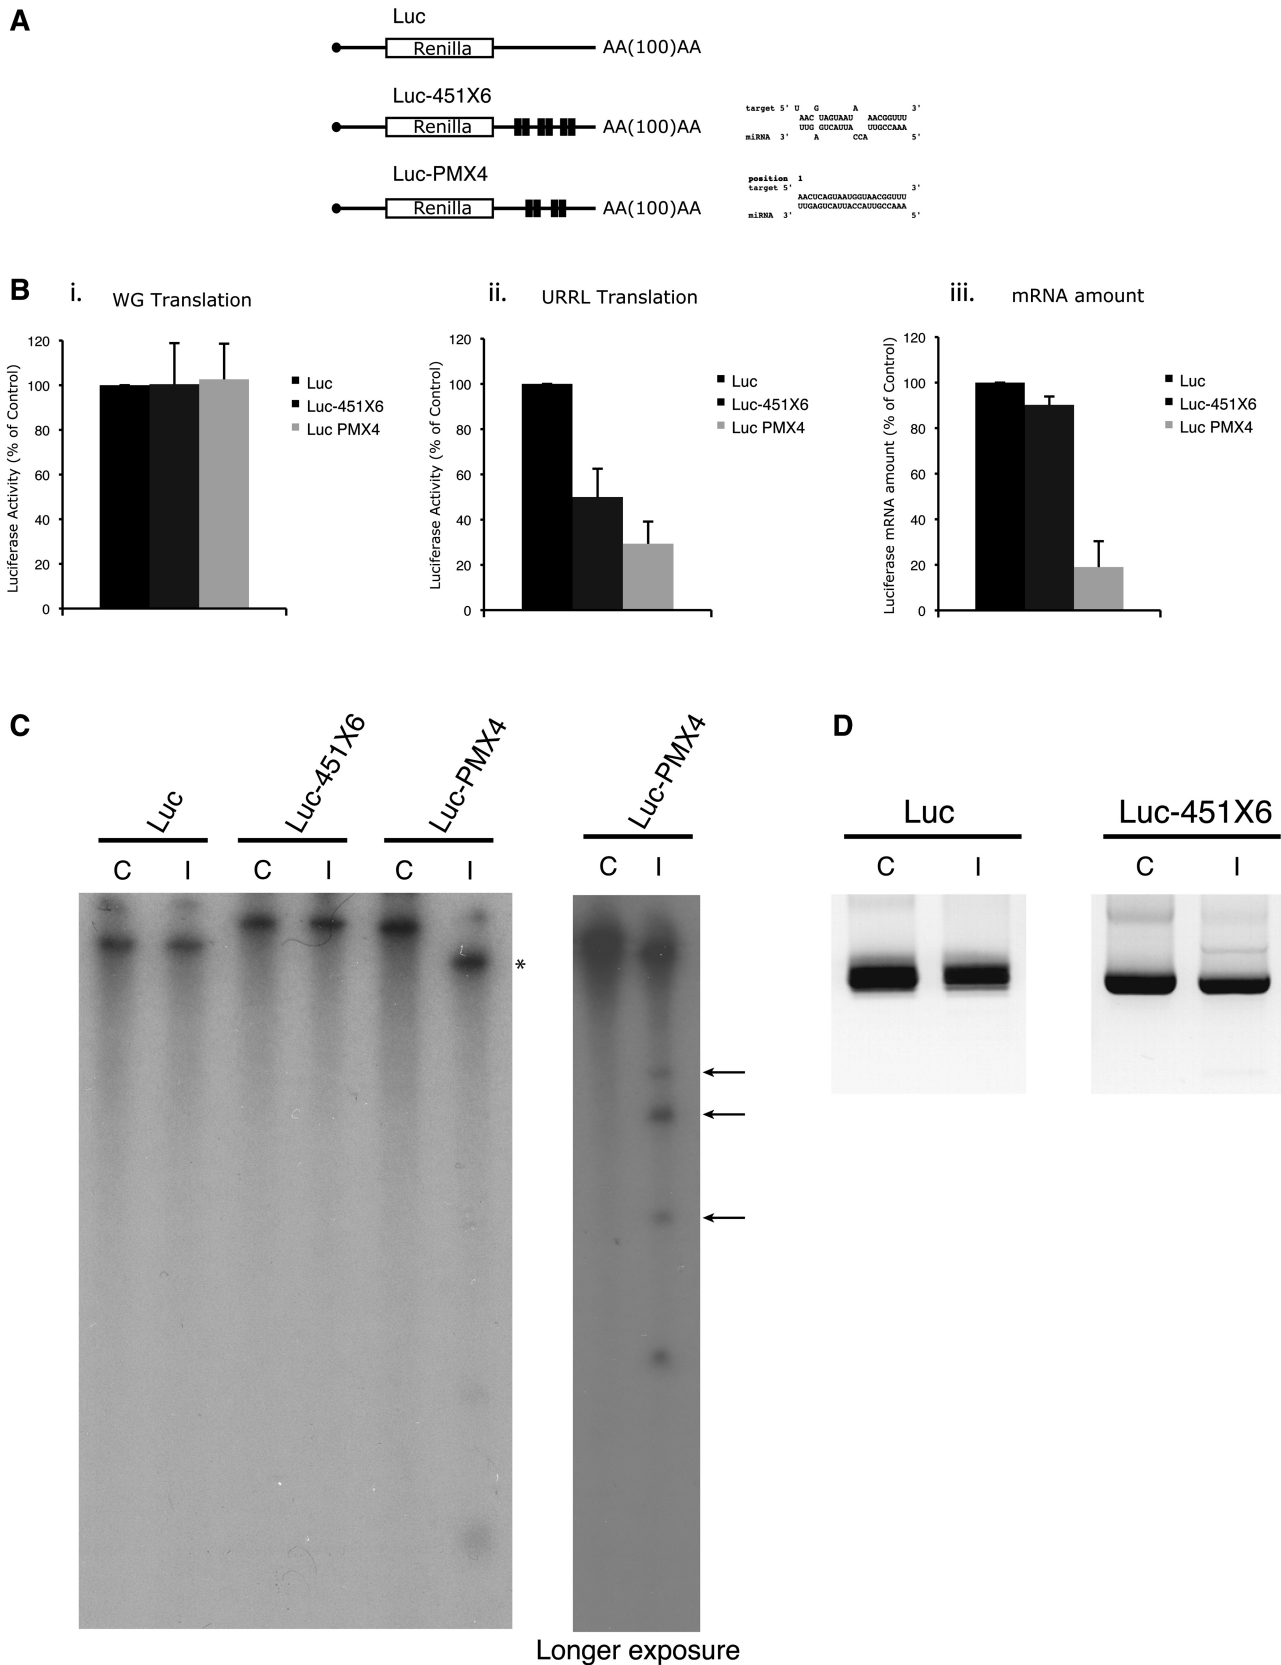 A
Luc
Renilla
AA(100)AA
Luc-451X6
Renilla
AA(100)AA
target 5' U G A 3'
AAC UAGUAAU AACGGUUU
UUG GUCAUUA UUGCCAAA
miRNA 3' A CCA 5'
Luc-PMX4
Renilla
AA(100)AA
position 1
target 5' 3'
AACUCAGUAAUGGUAACGGUUU
UUGAGUCAUUACCAUUGCCAAA
miRNA 3' 5'
B
i.
WG Translation
Luciferase Activity (% of Control)
120
100
80
60
40
20
0
Luc
Luc-451X6
Luc PMX4
ii.
URRL Translation
Luciferase Activity (% of Control)
120
100
80
60
40
20
0
Luc
Luc-451X6
Luc PMX4
iii.
mRNA amount
Luciferase mRNA amount (% of Control)
120
100
80
60
40
20
0
Luc
Luc-451X6
Luc PMX4
C
Luc
Luc-451X6
Luc-PMX4
C I C I C I
*
Luc-PMX4
C I
Longer exposure
D
Luc
C I
Luc-451X6
C I